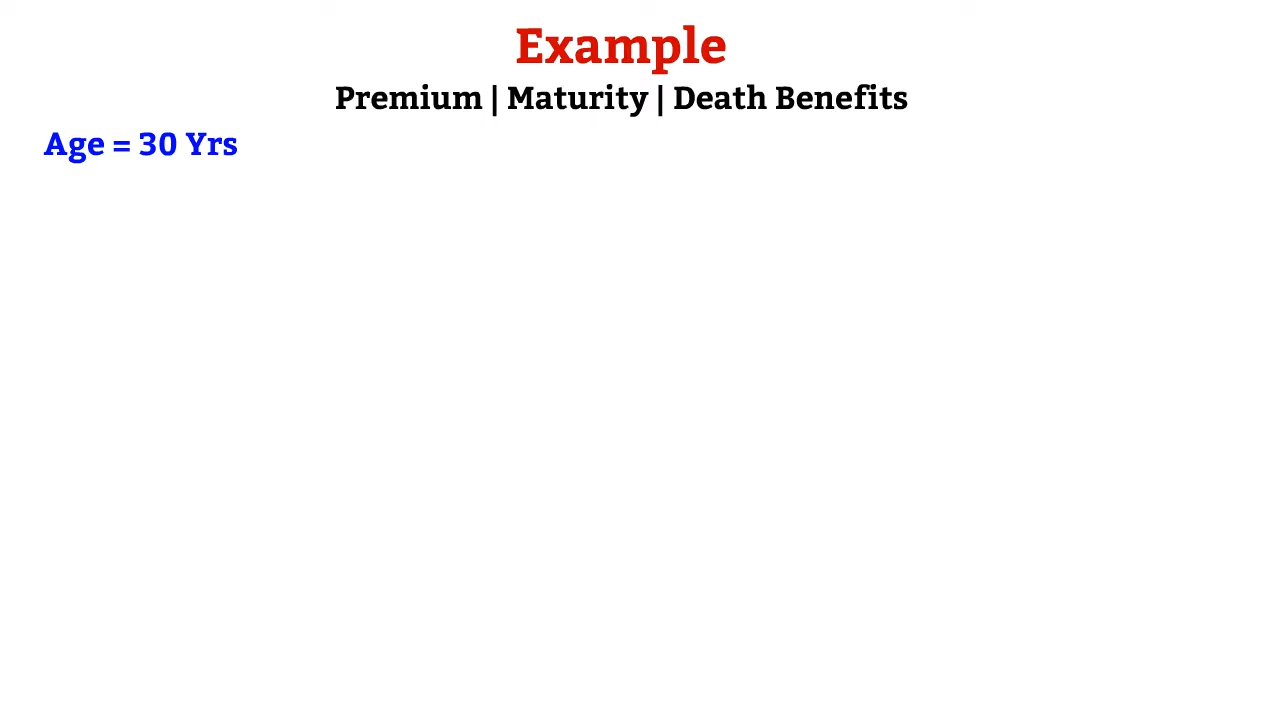 Example
Premium | Maturity | Death Benefits
Age = 30 Yrs